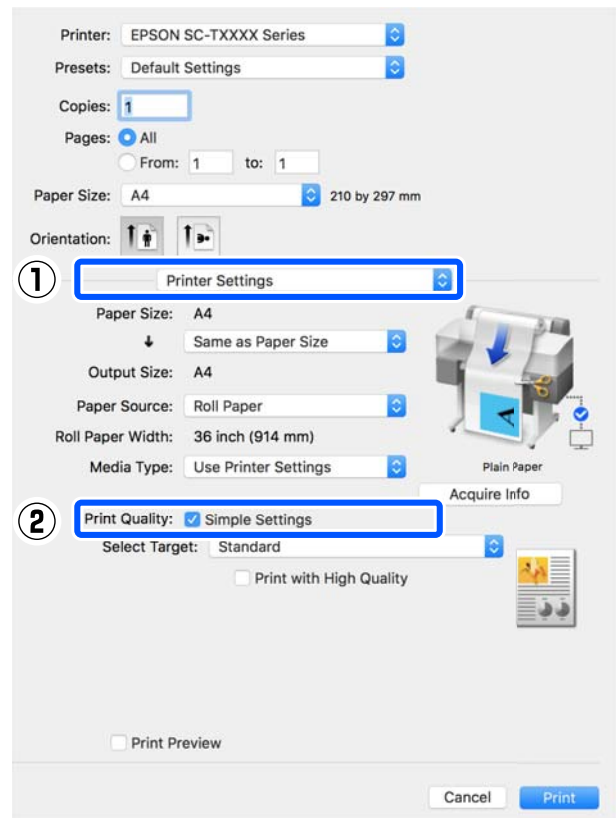 Printer: EPSON SC-TXXXX Series
Presets: Default Settings
Copies: 1
Pages: All
From: 1 to: 1
Paper Size: A4 210 by 297 mm
Orientation:
1 Printer Settings
Paper Size: A4
Same as Paper Size
Output Size: A4
Paper Source: Roll Paper
Roll Paper Width: 36 inch (914 mm)
Media Type: Use Printer Settings
A
Plain Paper
Acquire Info
2 Print Quality: Simple Settings
Select Target: Standard
Print with High Quality
Print Preview
Cancel Print